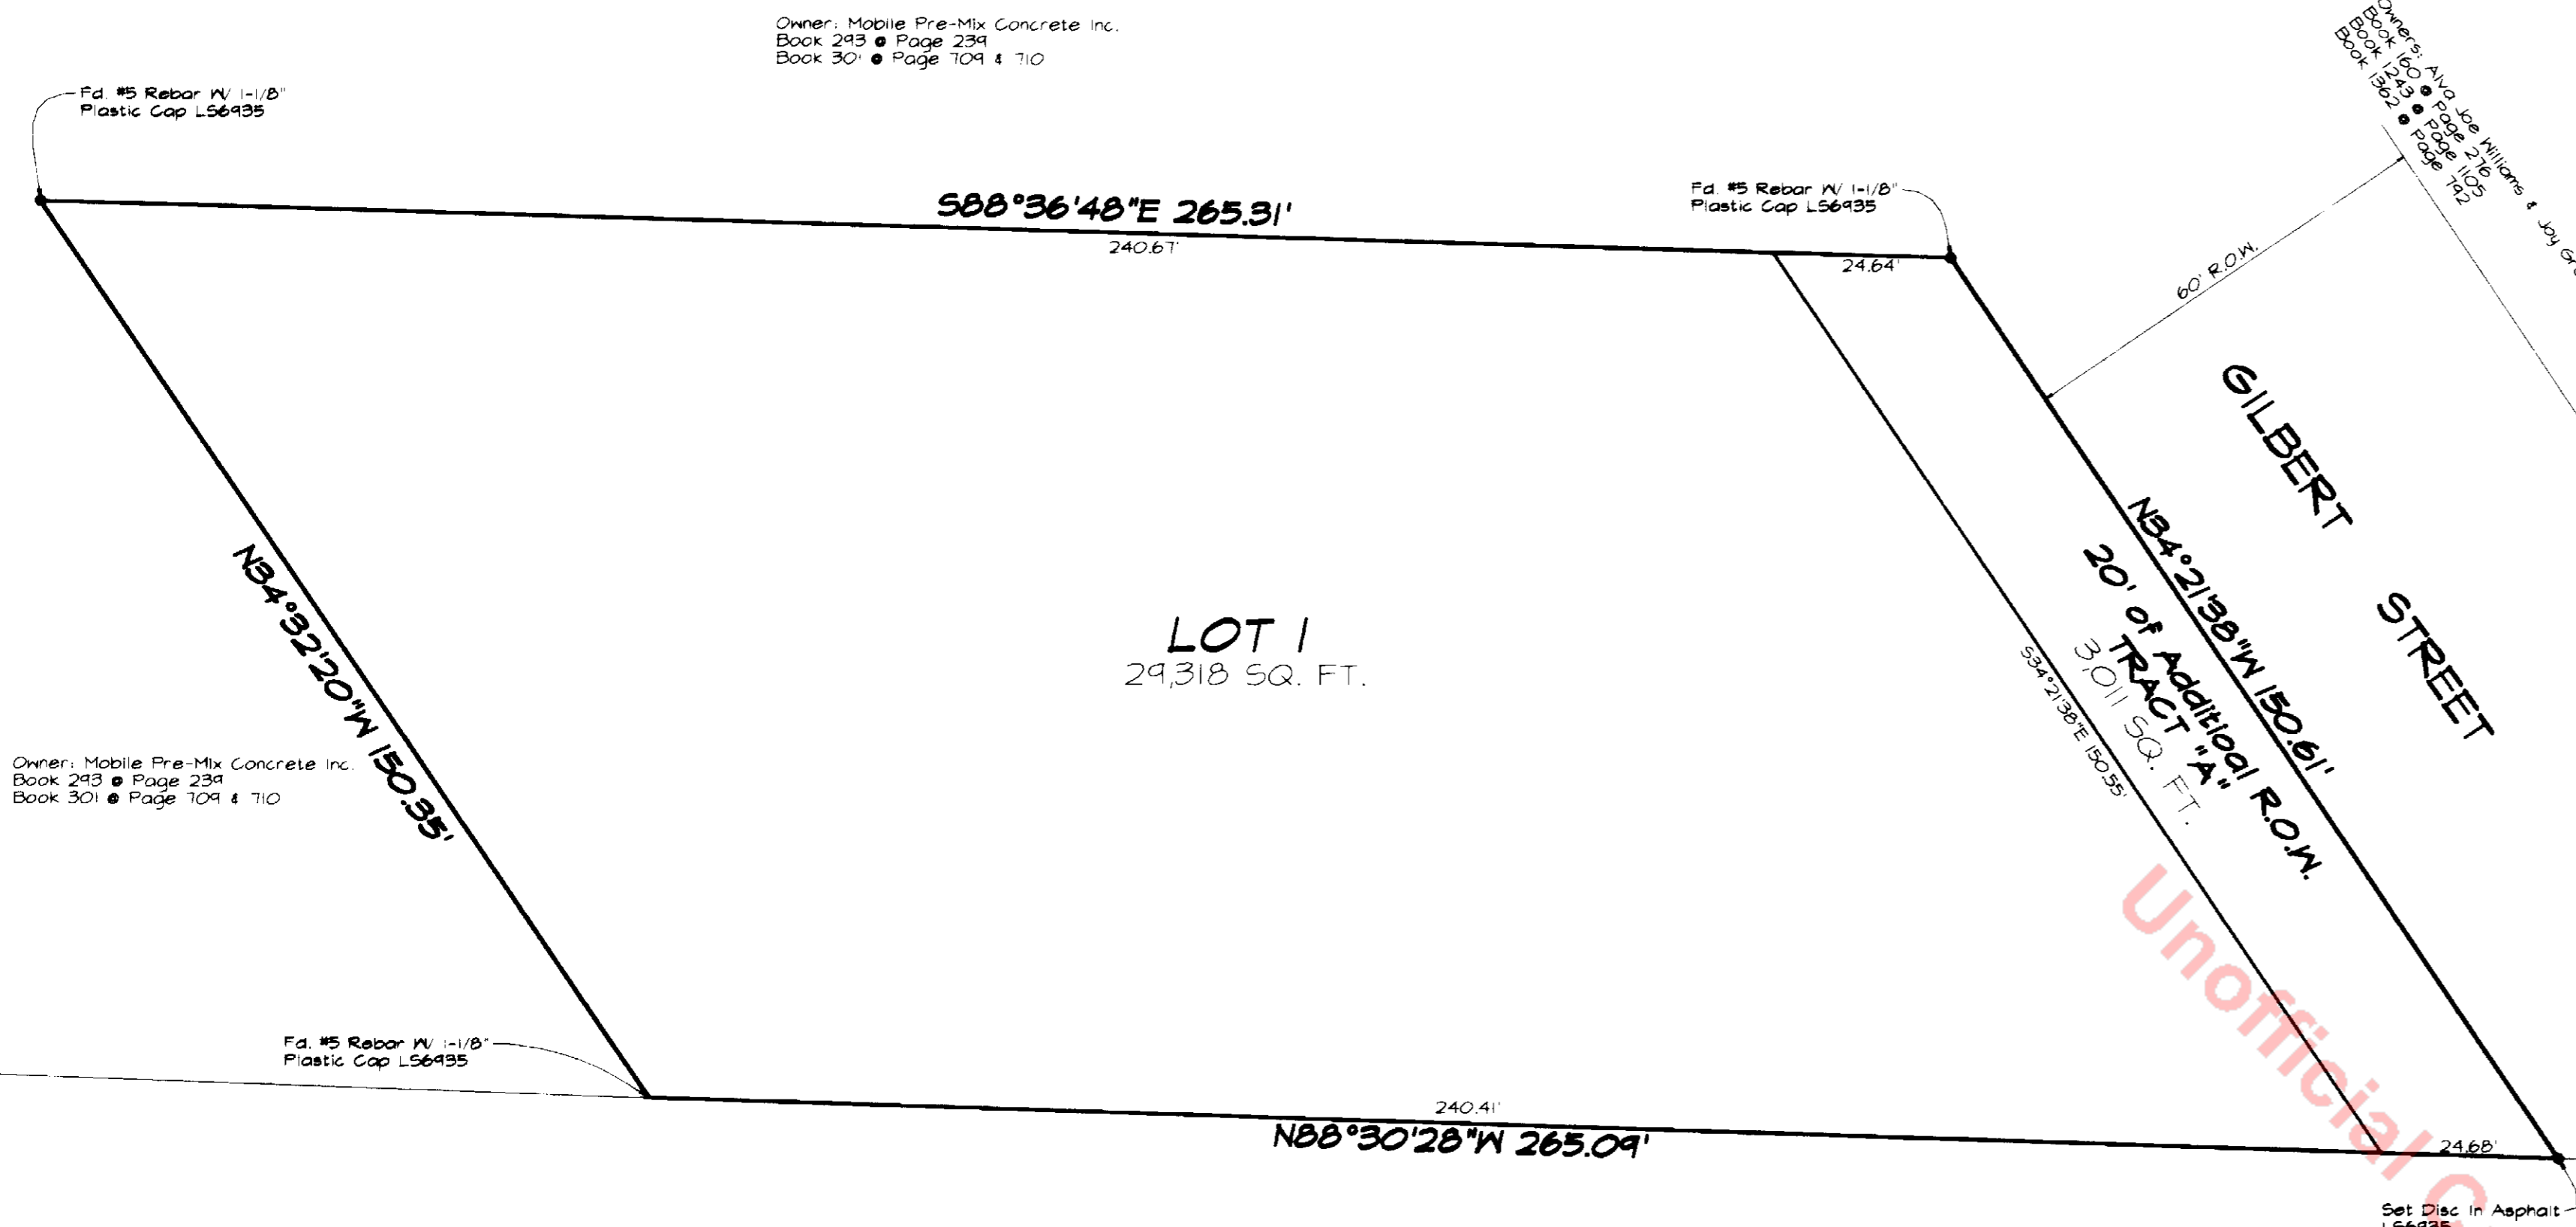 Owner: Mobile Pre-Mix Concrete Inc.
Book 293 @ Page 239
Book 301 @ Page 709 & 710
Owners: Alva Joe Williams & Joy
Book 160 @ Page 276
Book 1243 @ Page 1105
Book 1362 @ Page 792
Fd. #5 Rebar W/ 1-1/8"
Plastic Cap LS6935
S88°36'48"E 265.31'
240.67'
Fd. #5 Rebar W/ 1-1/8"
Plastic Cap LS6935
24.64'
60' R.O.W.
GILBERT STREET
N34°32'20"W 150.35'
LOT 1
29,318 SQ. FT.
N34°21'38"W 150.61'
20' of Additioal R.O.W.
TRACT "A"
3,011 SQ. FT.
S34°21'38"E 150.55'
Owner: Mobile Pre-Mix Concrete Inc.
Book 293 @ Page 239
Book 301 @ Page 709 & 710
Fd. #5 Rebar W/ 1-1/8"
Plastic Cap LS6935
240.41'
N88°30'28"W 265.09'
24.68'
Unofficial C
Set Disc In Asphalt
LS6935